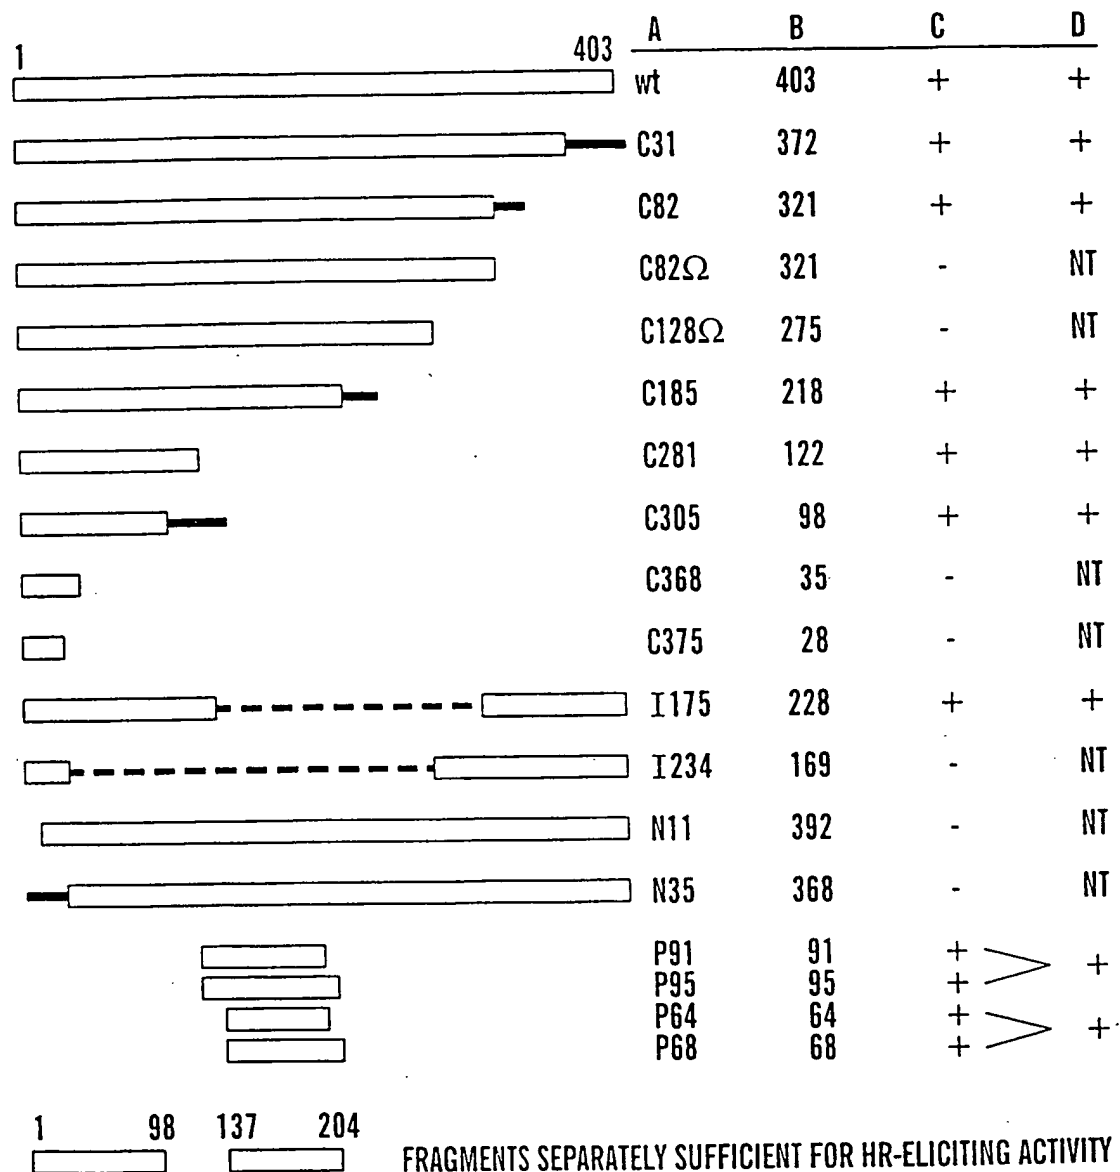 A B C D
1 403
wt 403 + +
C31 372 + +
C82 321 + +
C82Ω 321 - NT
C128Ω 275 - NT
C185 218 + +
C281 122 + +
C305 98 + +
C368 35 - NT
C375 28 - NT
I175 228 + +
I234 169 - NT
N11 392 - NT
N35 368 - NT
P91 91 +
+
P95 95 +
P64 64 +
+
P68 68 +
1 98 137 204
FRAGMENTS SEPARATELY SUFFICIENT FOR HR-ELICITING ACTIVITY